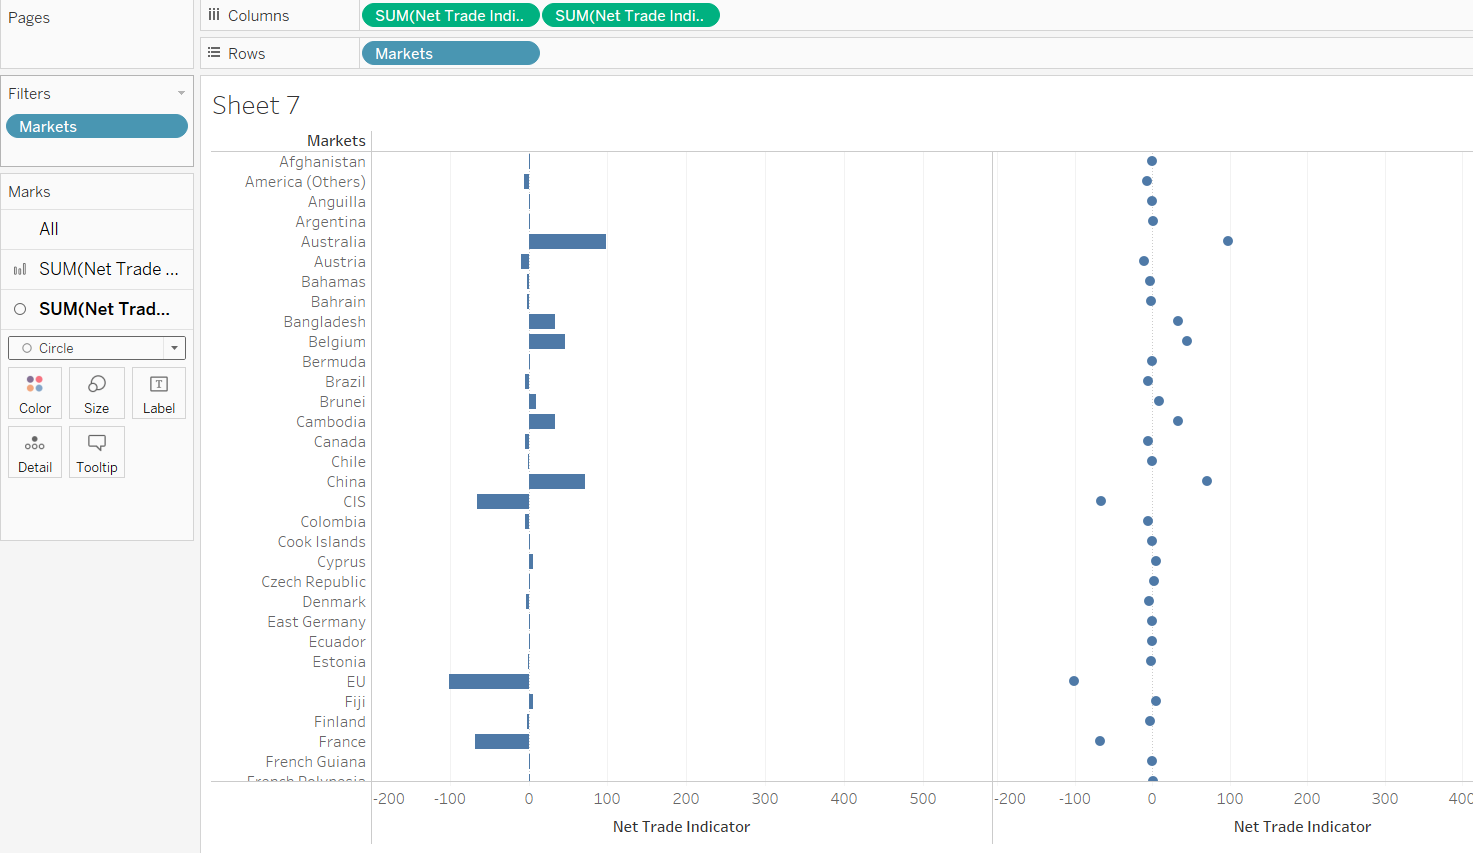 Pages
Columns
SUM(Net Trade Indi..
SUM(Net Trade Indi..
Rows
Markets
Filters
Markets
Marks
All
SUM(Net Trade ...
SUM(Net Trad...
Circle
Color
Size
Label
Detail
Tooltip
Sheet 7
Markets
Afghanistan
America (Others)
Anguilla
Argentina
Australia
Austria
Bahamas
Bahrain
Bangladesh
Belgium
Bermuda
Brazil
Brunei
Cambodia
Canada
Chile
China
CIS
Colombia
Cook Islands
Cyprus
Czech Republic
Denmark
East Germany
Ecuador
Estonia
EU
Fiji
Finland
France
French Guiana
French Polynesia
-200 -100 0 100 200 300 400 500
-200 -100 0 100 200 300 400
Net Trade Indicator
Net Trade Indicator